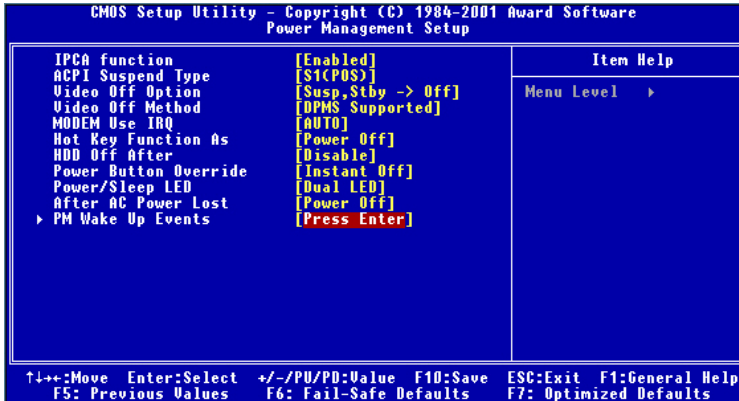 CMOS Setup Utility - Copyright (C) 1984-2001 Award Software
Power Management Setup
IPCA function [Enabled]
ACPI Suspend Type [S1(POS)]
Video Off Option [Susp,Stby -> Off]
Video Off Method [DPMS Supported]
MODEM Use IRQ [AUTO]
Hot Key Function As [Power Off]
HDD Off After [Disable]
Power Button Override [Instant Off]
Power/Sleep LED [Dual LED]
After AC Power Lost [Power Off]
▸ PM Wake Up Events [Press Enter]
Item Help
Menu Level ▸
↑↓→←:Move Enter:Select +/-/PU/PD:Value F10:Save ESC:Exit F1:General Help
F5: Previous Values F6: Fail-Safe Defaults F7: Optimized Defaults